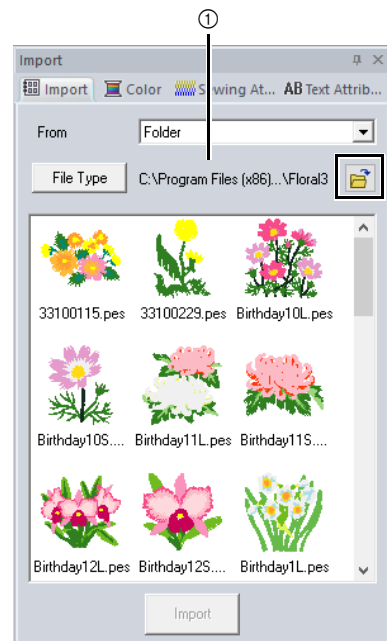 ①
Import
Import Color Sewing At... AB Text Attrib...
From Folder
File Type C:\Program Files (x86)...\Floral3
33100115.pes 33100229.pes Birthday10L.pes
Birthday10S.... Birthday11L.pes Birthday11S....
Birthday12L.pes Birthday12S.... Birthday1L.pes
Import